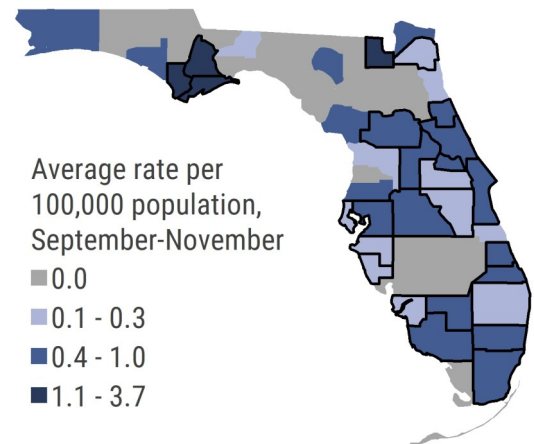 Average rate per
100,000 population,
September-November
0.0
0.1 - 0.3
0.4 - 1.0
1.1 - 3.7